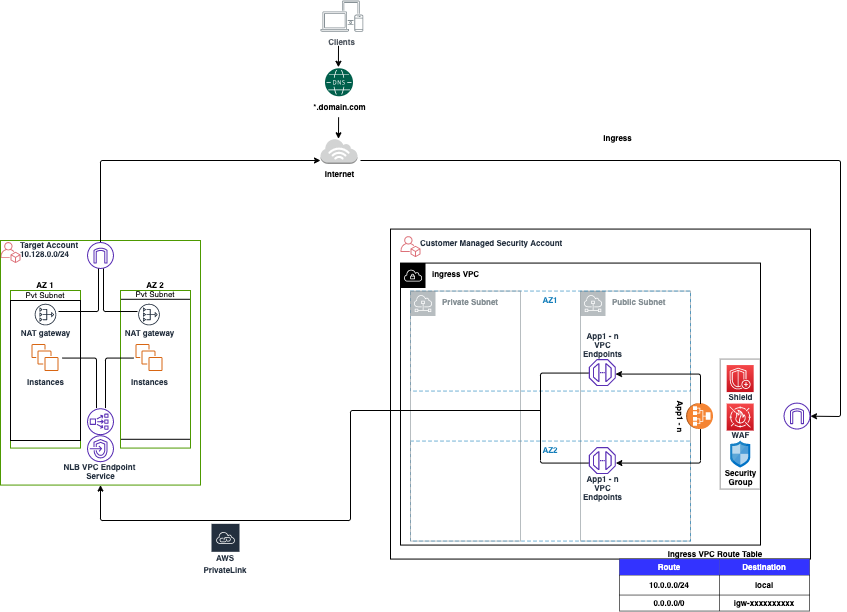 Clients
DNS
*.domain.com
Internet
Ingress
Target Account
10.128.0.0/24
AZ 1
Pvt Subnet
NAT gateway
Instances
AZ 2
Pvt Subnet
NAT gateway
Instances
NLB VPC Endpoint
Service
AWS
PrivateLink
Customer Managed Security Account
Ingress VPC
Private Subnet
AZ1
Public Subnet
App1 - n
VPC
Endpoints
App1 - n
Shield
WAF
Security
Group
AZ2
App1 - n
VPC
Endpoints
Ingress VPC Route Table
Route Destination
10.0.0.0/24 local
0.0.0.0/0 igw-xxxxxxxxxx